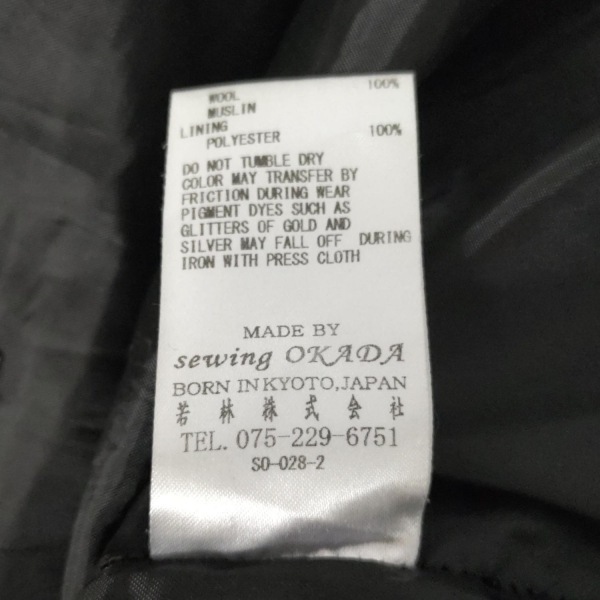 WOOL 100%
MUSLIN
LINING
POLYESTER 100%
DO NOT TUMBLE DRY
COLOR MAY TRANSFER BY
FRICTION DURING WEAR
PIGMENT DYES SUCH AS
GLITTERS OF GOLD AND
SILVER MAY FALL OFF DURING
IRON WITH PRESS CLOTH
MADE BY
sewing OKADA
BORN IN KYOTO, JAPAN
若林株式会社
TEL. 075-229-6751
SO-028-2